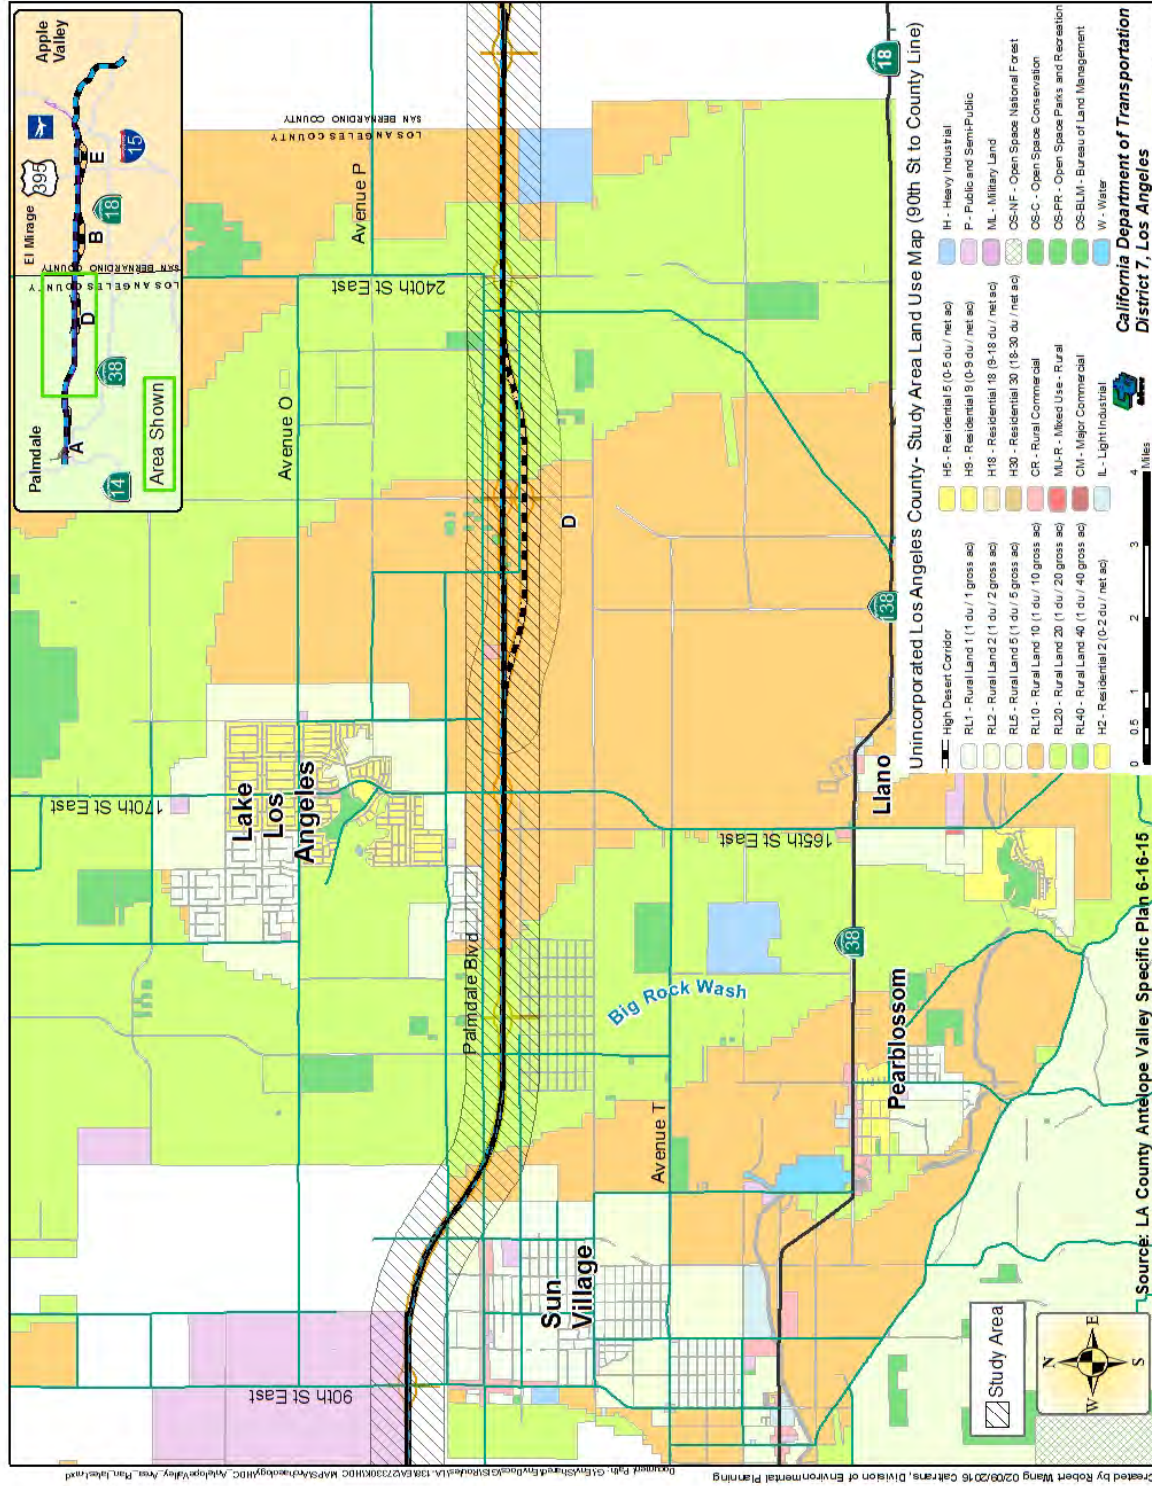 Apple
Valley
El Mirage
395
15
E
18
B
SAN BERNARDINO COUNTY
LOS ANGELES COUNTY
D
138
Palmdale
A
14
Area Shown
SAN BERNARDINO COUNTY
LOS ANGELES COUNTY
Avenue P
240th St East
Avenue O
D
18
138
Lake
Los
Angeles
170th St East
165th St East
Llano
Palmdale Blvd
Big Rock Wash
138
Pearblossom
Avenue T
Sun
Village
90th St East
Unincorporated Los Angeles County- Study Area Land Use Map (90th St to County Line)
High Desert Corridor
RL1 - Rural Land 1 (1 du / 1 gross ac)
RL2 - Rural Land 2 (1 du / 2 gross ac)
RL5 - Rural Land 5 (1 du / 5 gross ac)
RL10 - Rural Land 10 (1 du / 10 gross ac)
RL20 - Rural Land 20 (1 du / 20 gross ac)
RL40 - Rural Land 40 (1 du / 40 gross ac)
H2 - Residential 2 (0-2 du / net ac)
H5 - Residential 5 (0-5 du / net ac)
H9 - Residential 9 (0-9 du / net ac)
H18 - Residential 18 (9-18 du / net ac)
H30 - Residential 30 (18-30 du / net ac)
CR - Rural Commercial
MU-R - Mixed Use - Rural
CM - Major Commercial
IL - Light Industrial
IH - Heavy Industrial
P - Public and Semi-Public
ML - Military Land
OS-NF - Open Space National Forest
OS-C - Open Space Conservation
OS-PR - Open Space Parks and Recreation
OS-BLM - Bureau of Land Management
W - Water
0 0.5 1 2 3 4
Miles
California Department of Transportation
District 7, Los Angeles
Study Area
N
W E
S
Source: LA County Antelope Valley Specific Plan 6-16-15
Created by Robert Wang 02/09/2016 Caltrans, Division of Environmental Planning